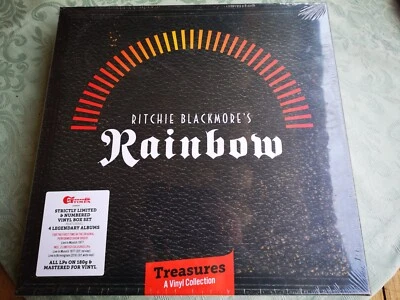 RITCHIE BLACKMORE'S
Rainbow
STRICTLY LIMITED
& NUMBERED
VINYL BOX SET
4 LEGENDARY ALBUMS
ALL LPs ON 180g &
MASTERED FOR VINYL
Treasures
A Vinyl Collection